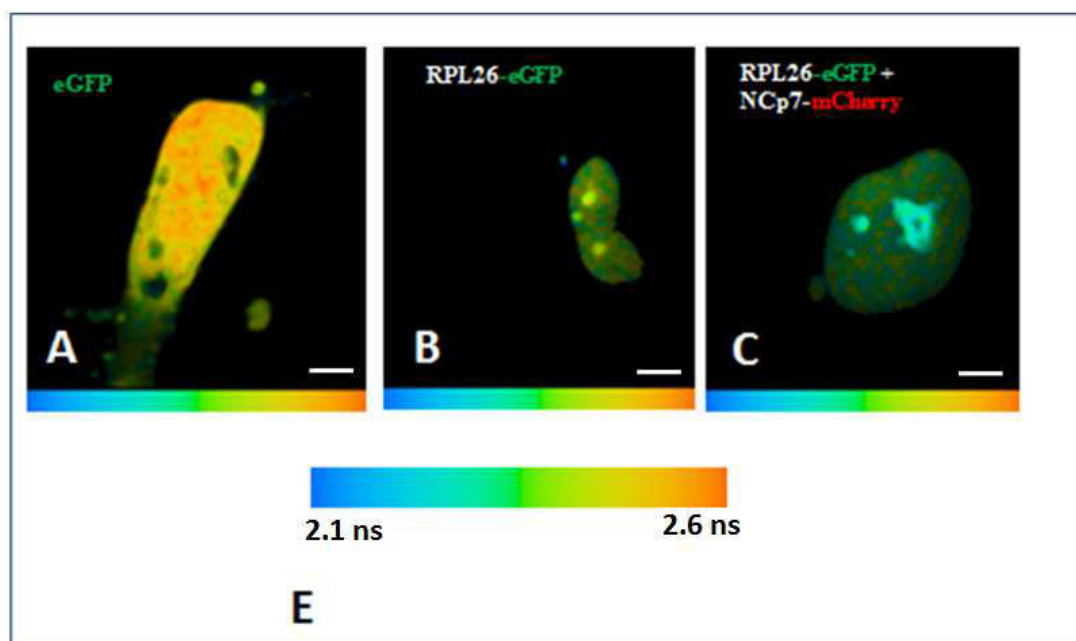 eGFP
RPL26-eGFP
RPL26-eGFP +
NCp7-mCherry
A
B
C
2.1 ns
2.6 ns
E